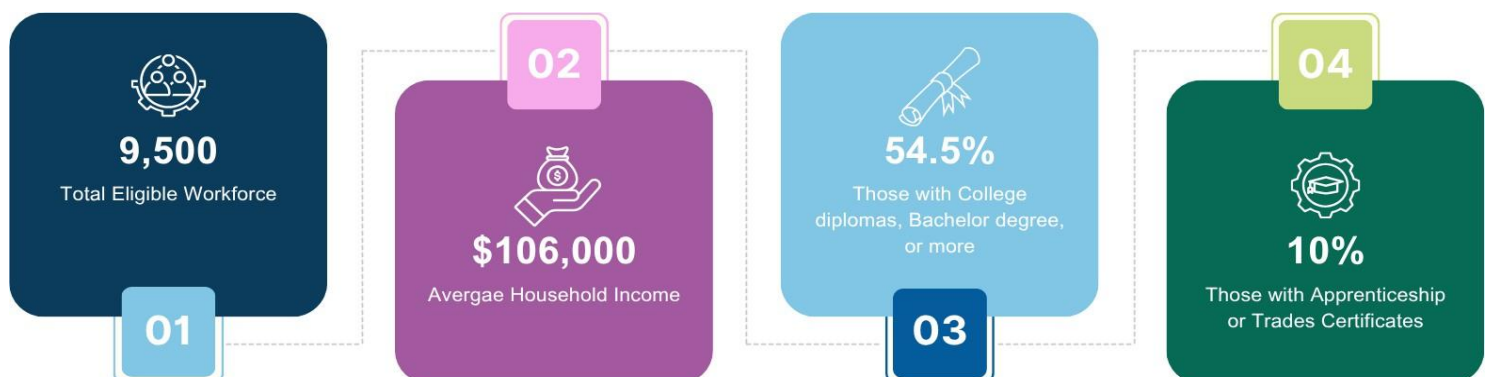 9,500
Total Eligible Workforce
01
02
$106,000
Avergae Household Income
54.5%
Those with College
diplomas, Bachelor degree,
or more
03
04
10%
Those with Apprenticeship
or Trades Certificates